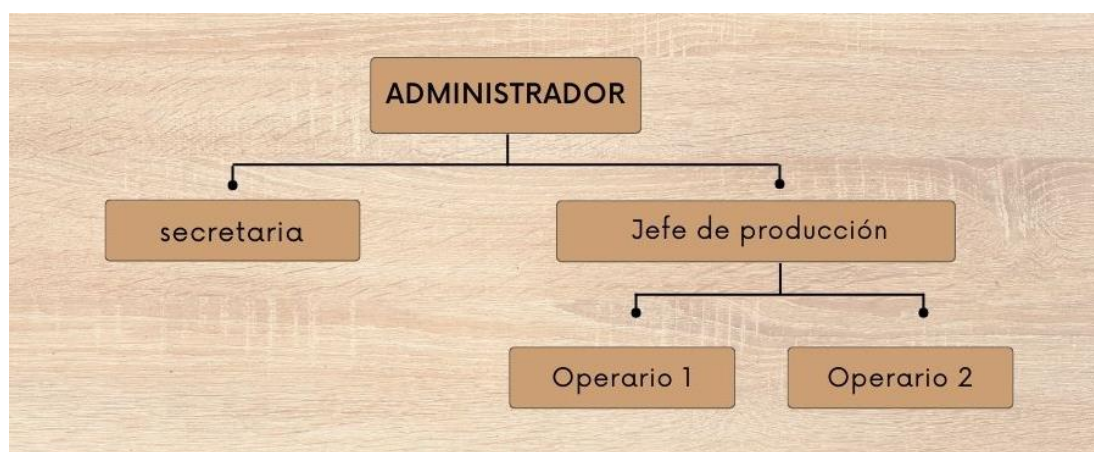 ADMINISTRADOR
secretaria
Jefe de producción
Operario 1
Operario 2